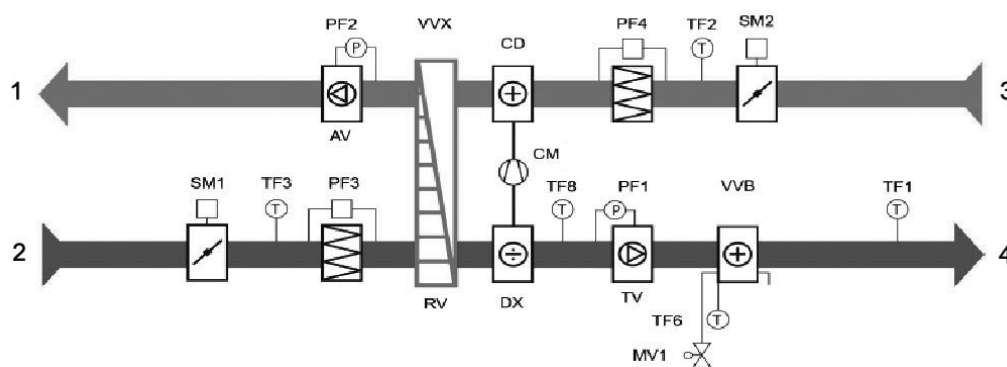 PF2 VVX CD PF4 TF2 SM2
P T
1 3
AV
CM
SM1 TF3 PF3 TF8 PF1 VVB TF1
T T P T
2 4
RV DX TV
TF6 T
MV1